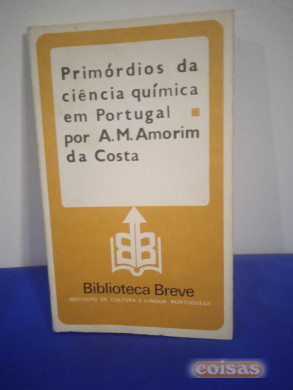 Primórdios da
ciência química
em Portugal
por A.M. Amorim
da Costa
Biblioteca Breve
INSTITUTO DE CULTURA E LÍNGUA PORTUGUESA
coisas